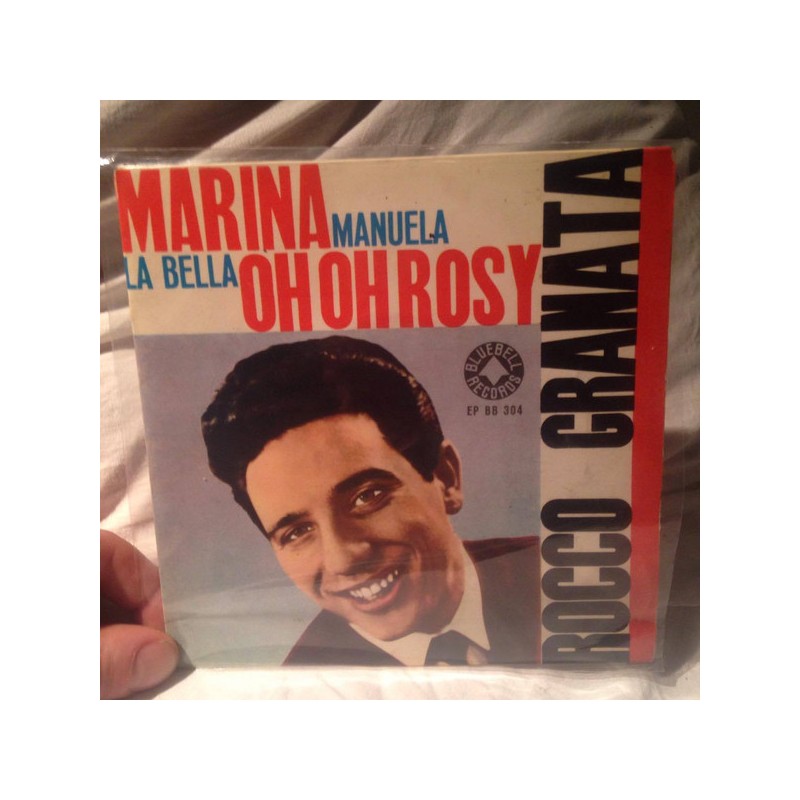 MARINA MANUELA
LA BELLA OH OH ROSY
BLUEBELL
RECORDS
EP BB 304
ROCCO GRANATA